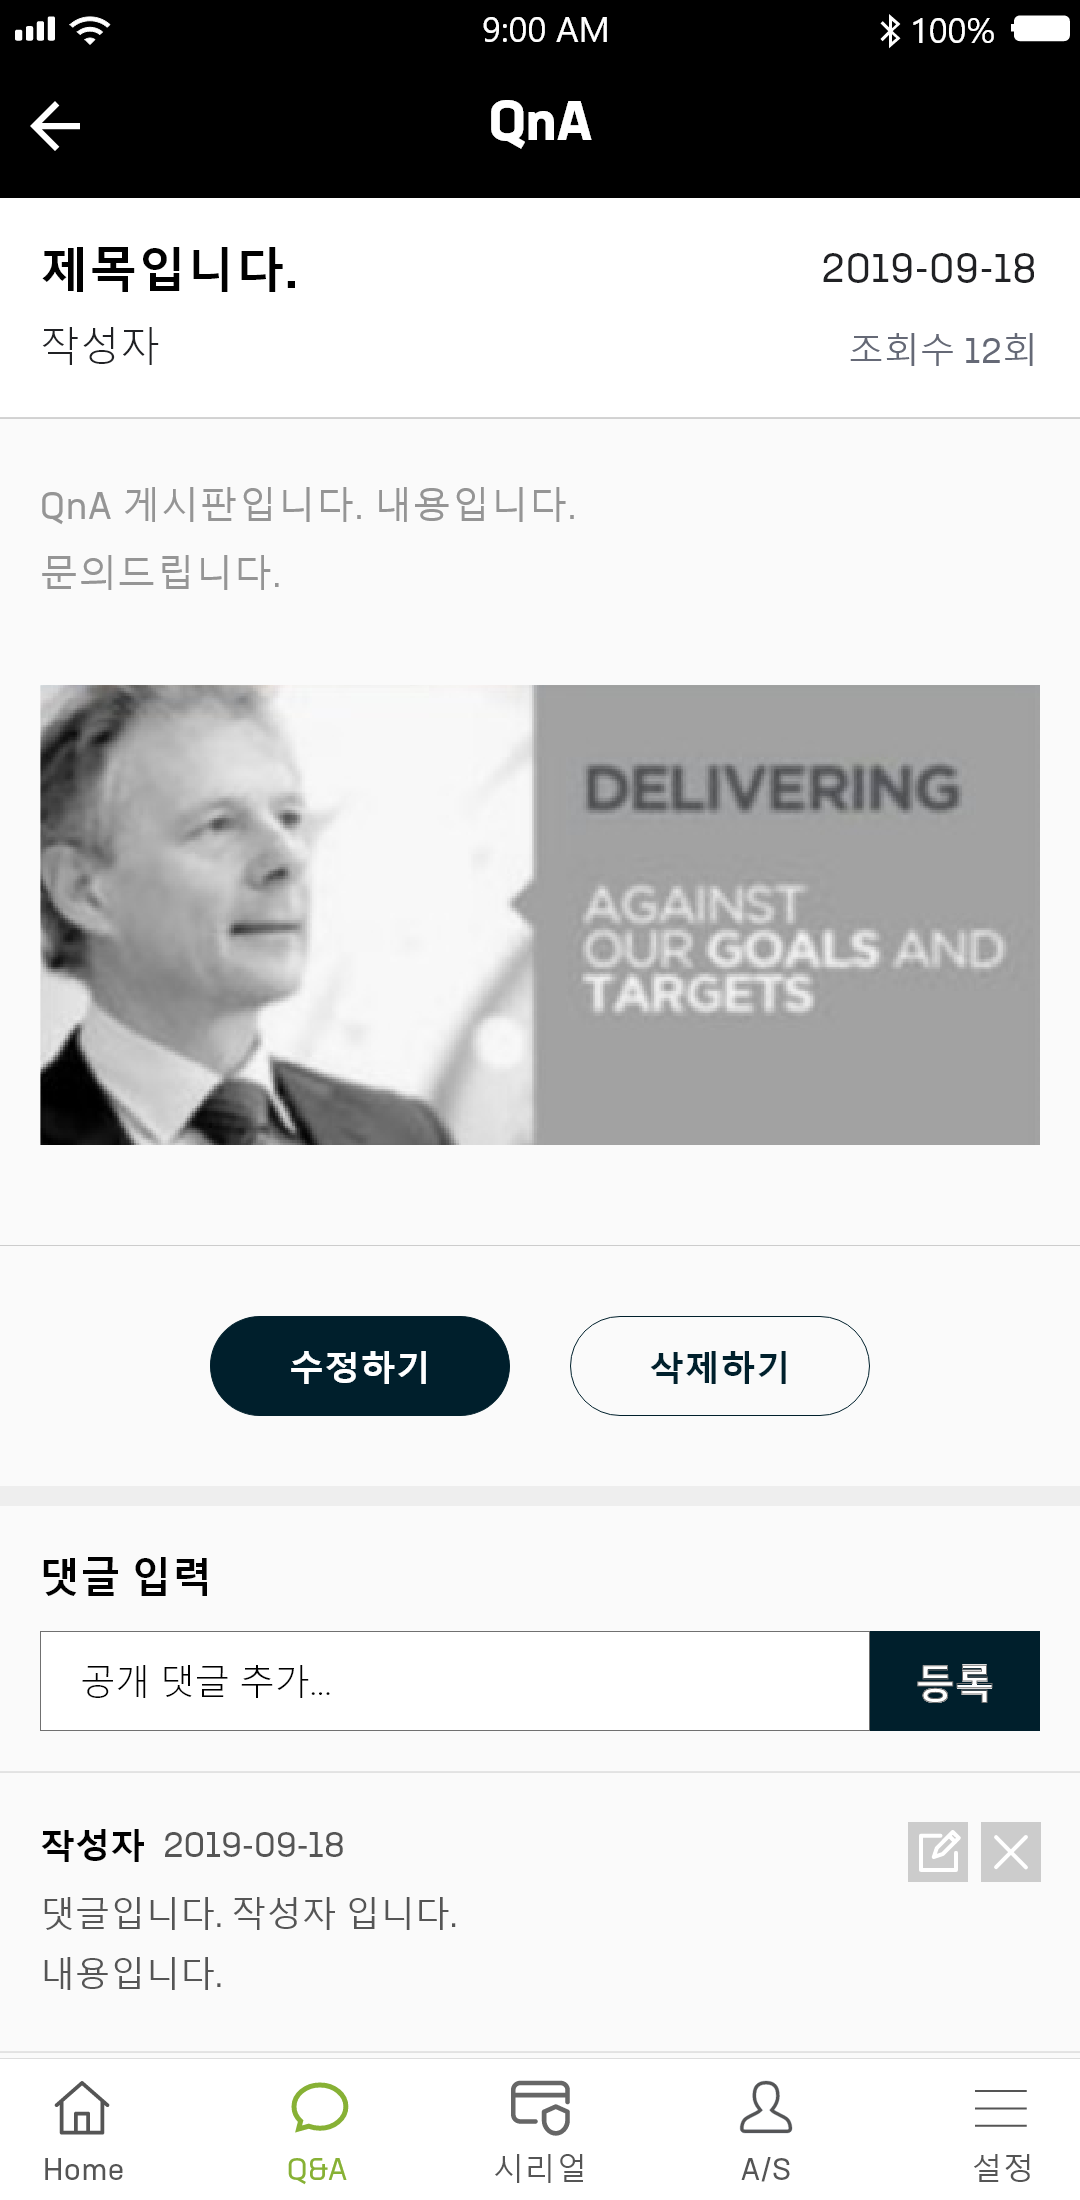 9:00 AM
100%
QnA
제목입니다.
2019-09-18
작성자
조회수 12회
QnA 게시판입니다. 내용입니다.
문의드립니다.
DELIVERING
AGAINST
OUR GOALS AND
TARGETS
수정하기
삭제하기
댓글 입력
공개 댓글 추가...
등록
작성자 2019-09-18
댓글입니다. 작성자 입니다.
내용입니다.
Home
Q&A
시리얼
A/S
설정